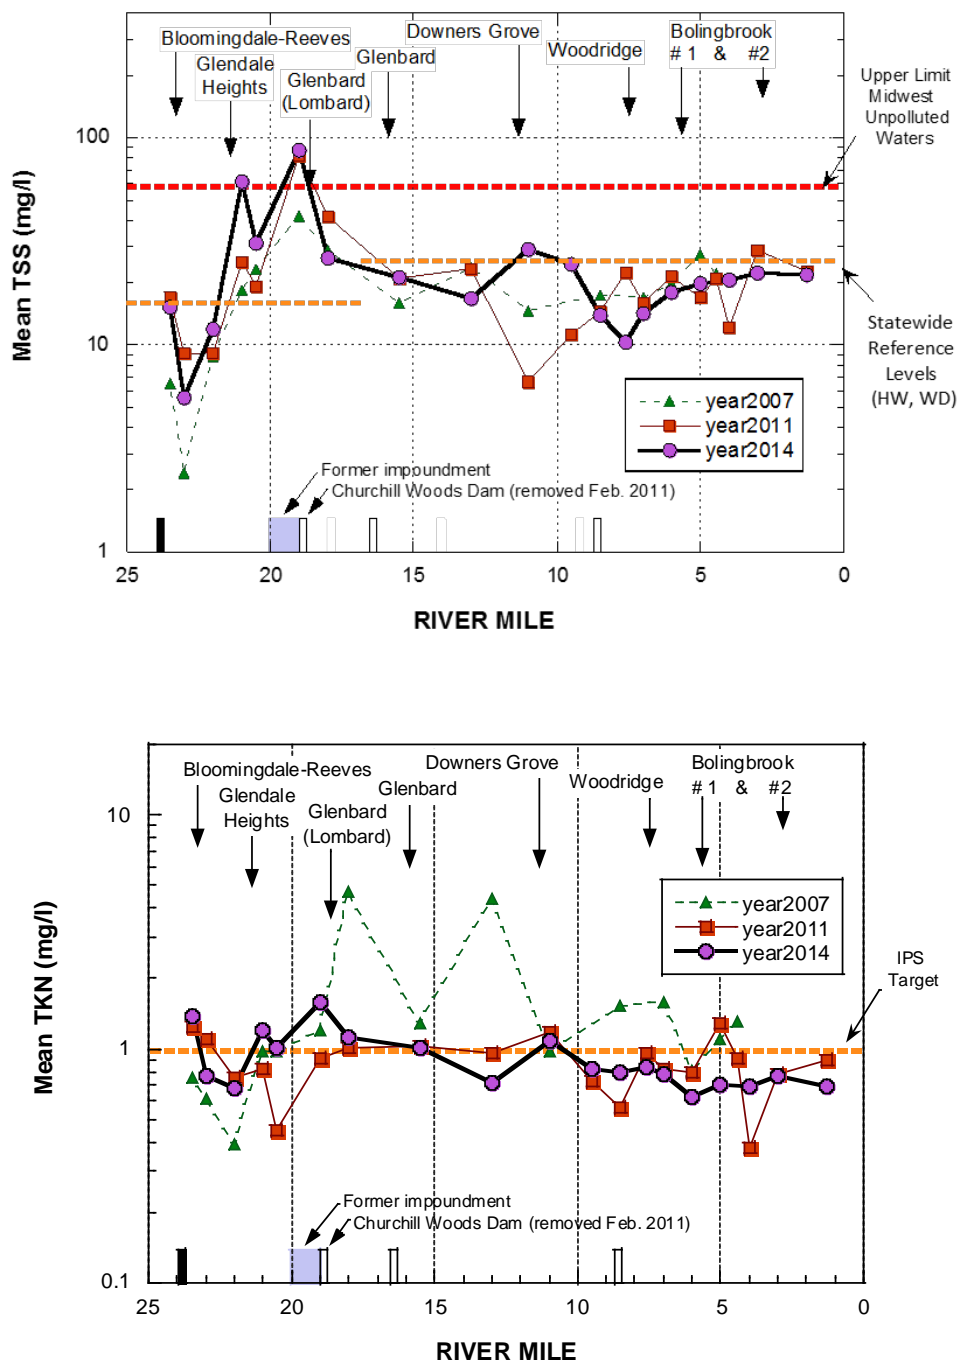 Bloomingdale-Reeves
Glendale
Heights
Glenbard
(Lombard)
Glenbard
Downers Grove
Woodridge
Bolingbrook
# 1 & #2
Upper Limit
Midwest
Unpolluted
Waters
Mean TSS (mg/l)
100
10
1
Statewide
Reference
Levels
(HW, WD)
year2007
year2011
year2014
Former impoundment
Churchill Woods Dam (removed Feb. 2011)
25 20 15 10 5 0
RIVER MILE
Bloomingdale-Reeves
Glendale
Heights
Glenbard
(Lombard)
Glenbard
Downers Grove
Woodridge
Bolingbrook
# 1 & #2
Mean TKN (mg/l)
10
1
0.1
year2007
year2011
year2014
IPS
Target
Former impoundment
Churchill Woods Dam (removed Feb. 2011)
25 20 15 10 5 0
RIVER MILE